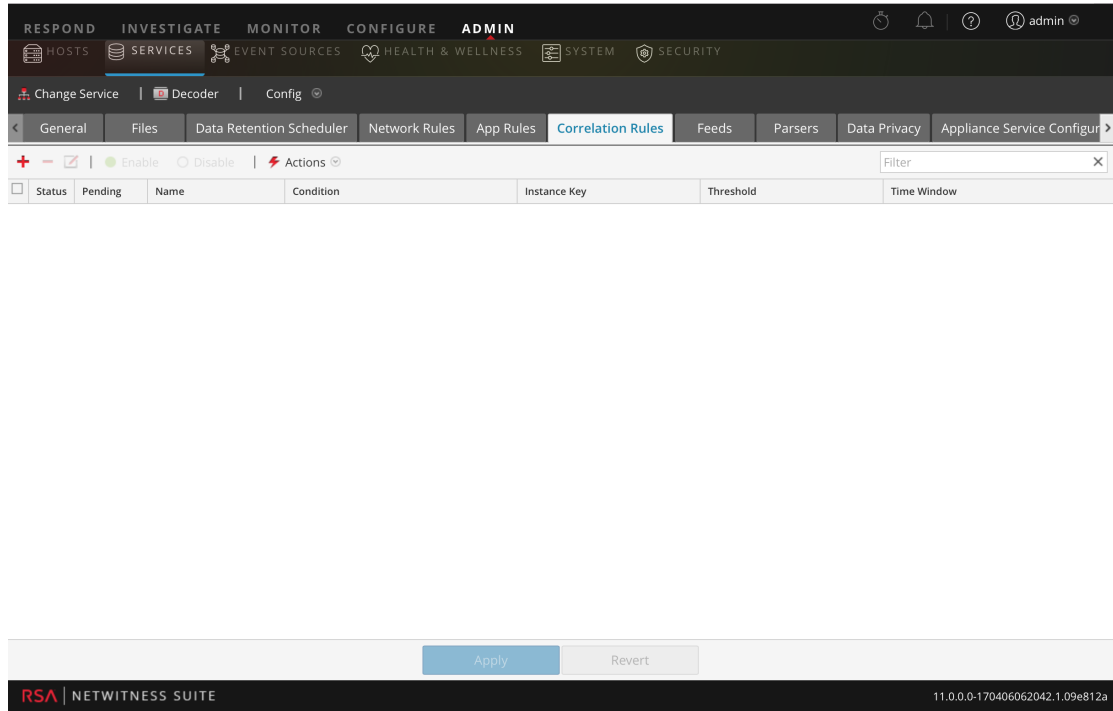 RESPOND INVESTIGATE MONITOR CONFIGURE ADMIN admin
HOSTS SERVICES EVENT SOURCES HEALTH & WELLNESS SYSTEM SECURITY
Change Service | Decoder | Config
General Files Data Retention Scheduler Network Rules App Rules Correlation Rules Feeds Parsers Data Privacy Appliance Service Configur
Enable Disable | Actions Filter
Status Pending Name Condition Instance Key Threshold Time Window
Apply Revert
RSA | NETWITNESS SUITE 11.0.0.0-170406062042.1.09e812a